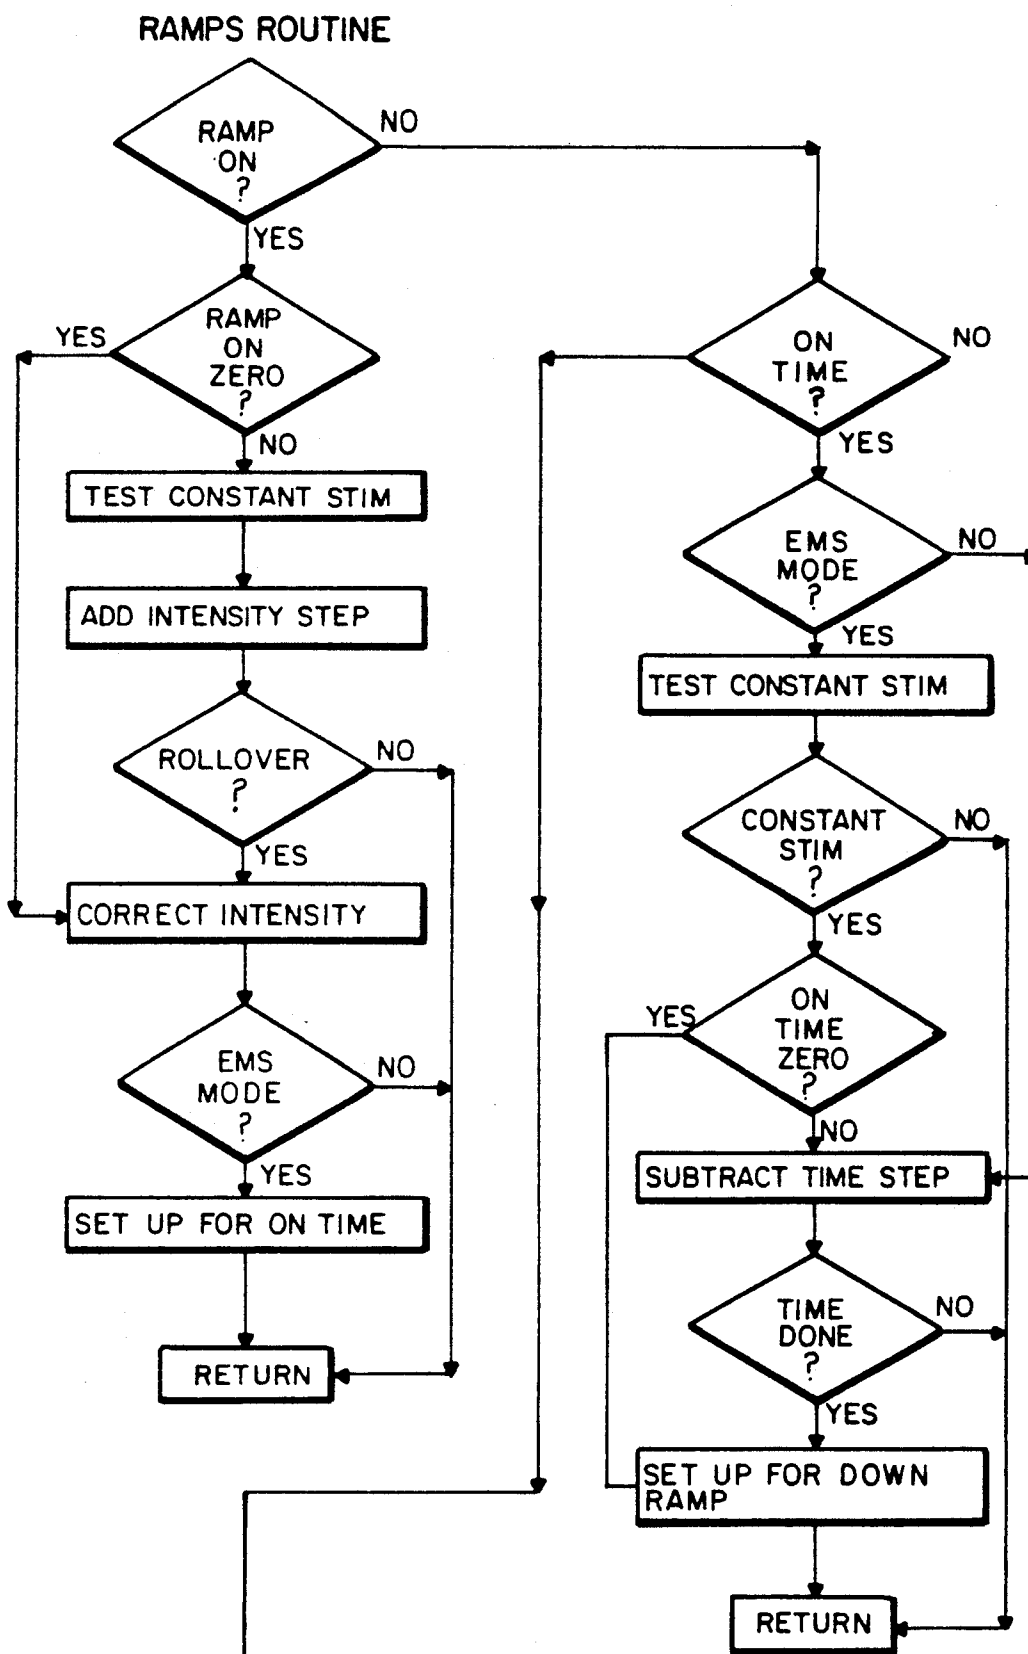 RAMPS ROUTINE
RAMP
ON
?
NO
YES
RAMP
ON
ZERO
?
YES
NO
TEST CONSTANT STIM
ADD INTENSITY STEP
ROLLOVER
?
NO
YES
CORRECT INTENSITY
EMS
MODE
?
NO
YES
SET UP FOR ON TIME
RETURN
ON
TIME
?
NO
YES
EMS
MODE
?
NO
YES
TEST CONSTANT STIM
CONSTANT
STIM
?
NO
YES
ON
TIME
ZERO
?
YES
NO
SUBTRACT TIME STEP
TIME
DONE
?
NO
YES
SET UP FOR DOWN
RAMP
RETURN